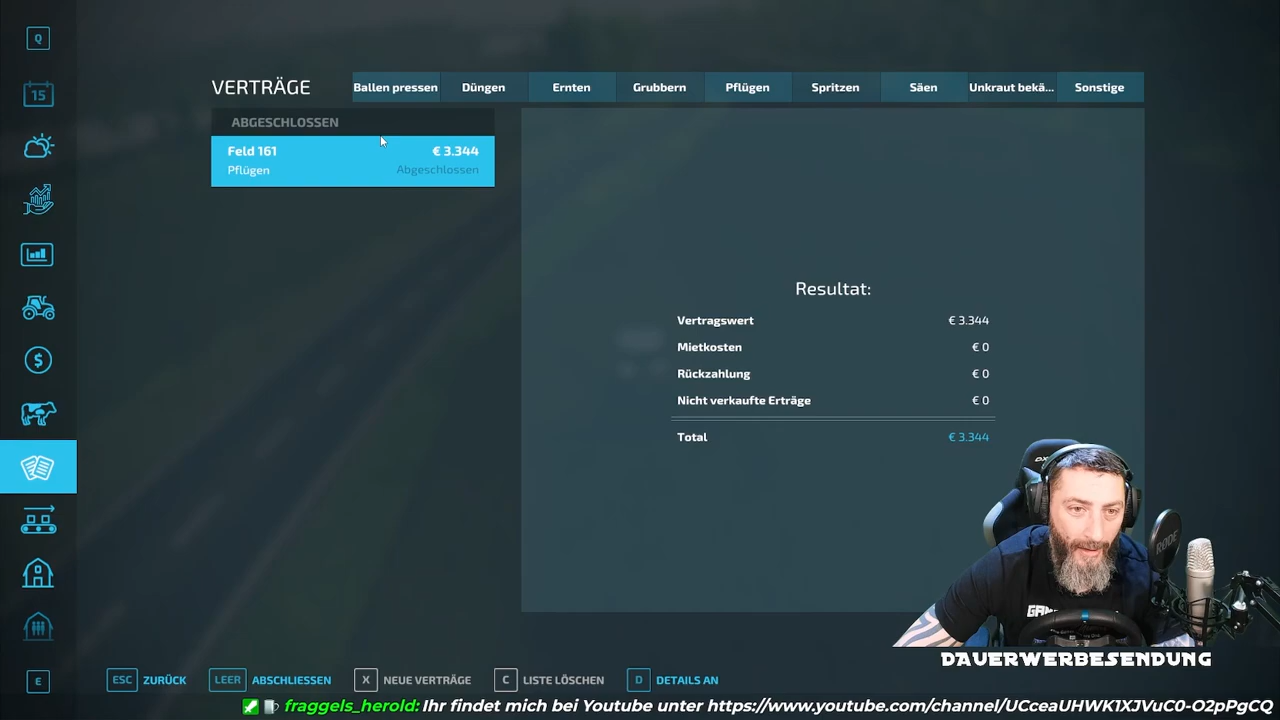 Q
15
VERTRÄGE
Ballen pressen
Düngen
Ernten
Grubbern
Pflügen
Spritzen
Säen
Unkraut bekä...
Sonstige
ABGESCHLOSSEN
Feld 161 € 3.344
Pflügen Abgeschlossen
Resultat:
Vertragswert € 3.344
Mietkosten € 0
Rückzahlung € 0
Nicht verkaufte Erträge € 0
Total € 3.344
RODE
DAUERWERBESENDUNG
E
ESC ZURÜCK
LEER ABSCHLIESSEN
X NEUE VERTRÄGE
C LISTE LÖSCHEN
D DETAILS AN
fraggels_herold: Ihr findet mich bei Youtube unter https://www.youtube.com/channel/UCceaUHWK1XJVuC0-O2pPgCQ